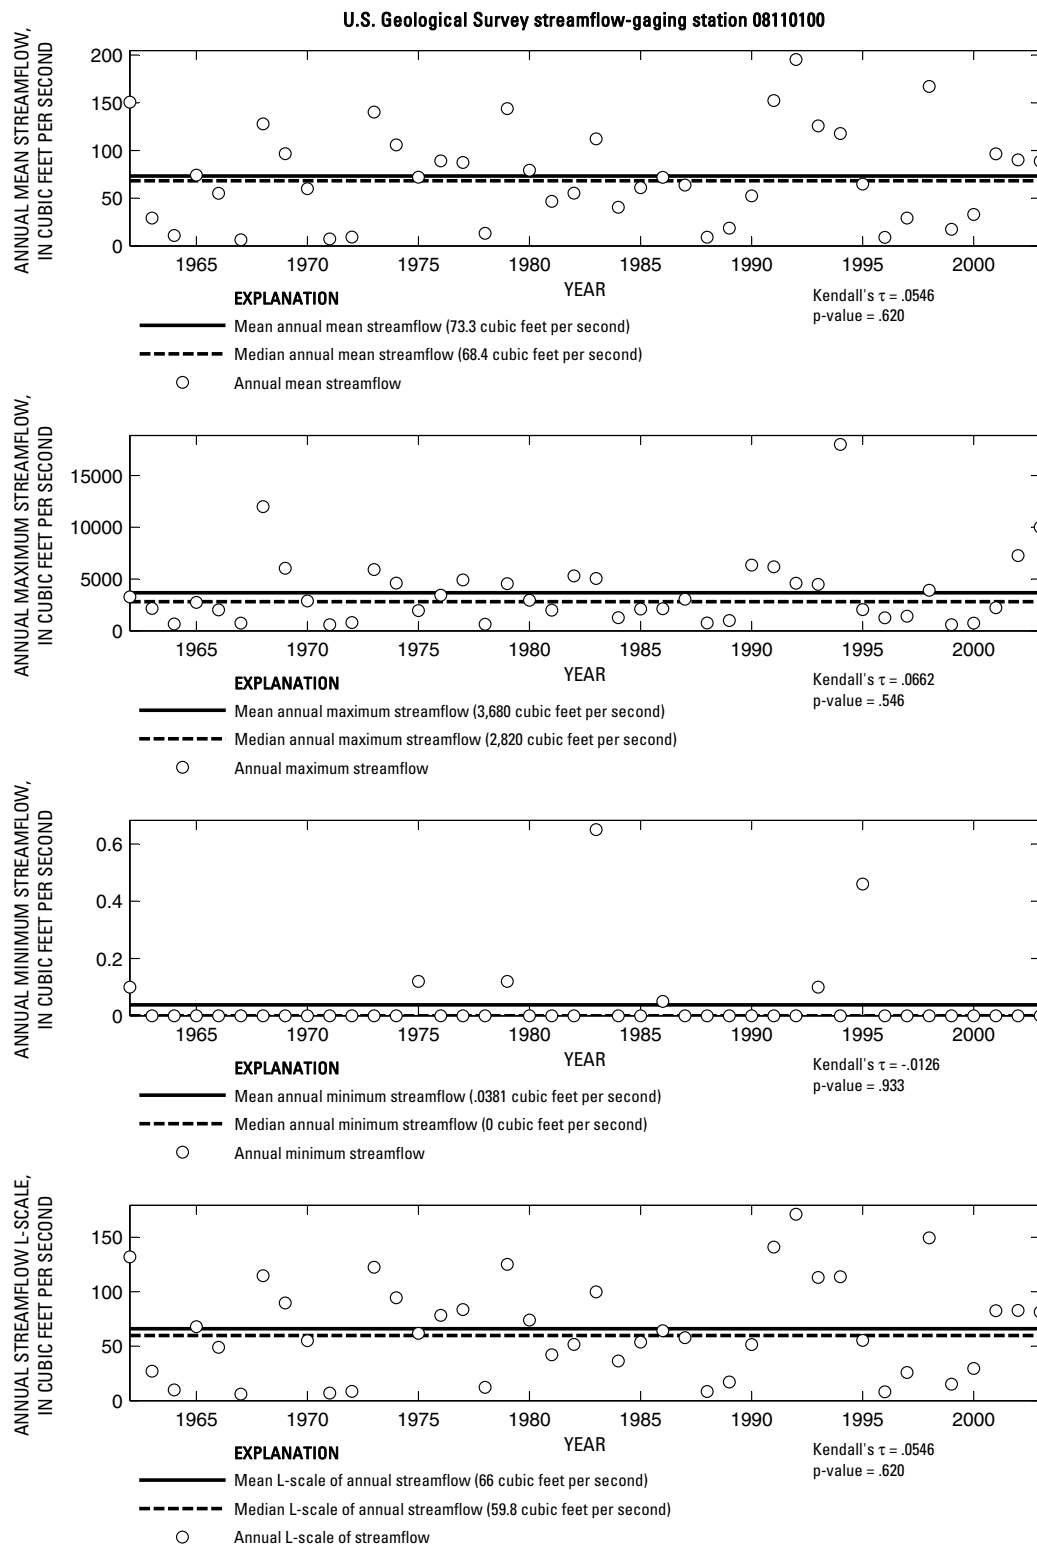 U.S. Geological Survey streamflow-gaging station 08110100
ANNUAL MEAN STREAMFLOW,
IN CUBIC FEET PER SECOND
200
150
100
50
0
1965 1970 1975 1980 1985 1990 1995 2000
YEAR
EXPLANATION
Mean annual mean streamflow (73.3 cubic feet per second)
Median annual mean streamflow (68.4 cubic feet per second)
Annual mean streamflow
Kendall's τ = .0546
p-value = .620
ANNUAL MAXIMUM STREAMFLOW,
IN CUBIC FEET PER SECOND
15000
10000
5000
0
1965 1970 1975 1980 1985 1990 1995 2000
YEAR
EXPLANATION
Mean annual maximum streamflow (3,680 cubic feet per second)
Median annual maximum streamflow (2,820 cubic feet per second)
Annual maximum streamflow
Kendall's τ = .0662
p-value = .546
ANNUAL MINIMUM STREAMFLOW,
IN CUBIC FEET PER SECOND
0.6
0.4
0.2
0
1965 1970 1975 1980 1985 1990 1995 2000
YEAR
EXPLANATION
Mean annual minimum streamflow (.0381 cubic feet per second)
Median annual minimum streamflow (0 cubic feet per second)
Annual minimum streamflow
Kendall's τ = -.0126
p-value = .933
ANNUAL STREAMFLOW L-SCALE,
IN CUBIC FEET PER SECOND
150
100
50
0
1965 1970 1975 1980 1985 1990 1995 2000
YEAR
EXPLANATION
Mean L-scale of annual streamflow (66 cubic feet per second)
Median L-scale of annual streamflow (59.8 cubic feet per second)
Annual L-scale of streamflow
Kendall's τ = .0546
p-value = .620